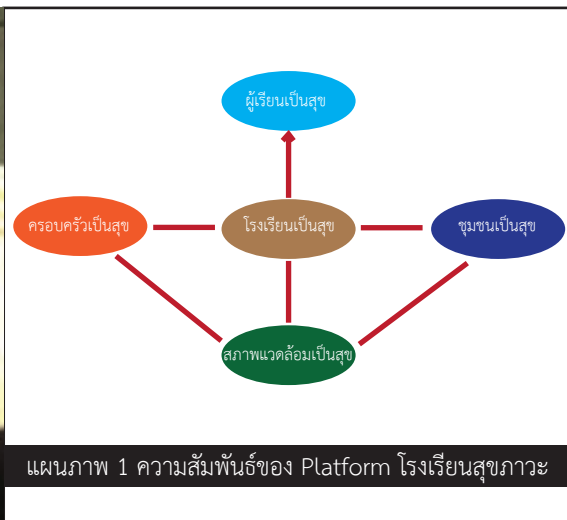 ผู้เรียนเป็นสุข
ครอบครัวเป็นสุข
โรงเรียนเป็นสุข
ชุมชนเป็นสุข
สภาพแวดล้อมเป็นสุข
แผนภาพ 1 ความสัมพันธ์ของ Platform โรงเรียนสุขภาวะ